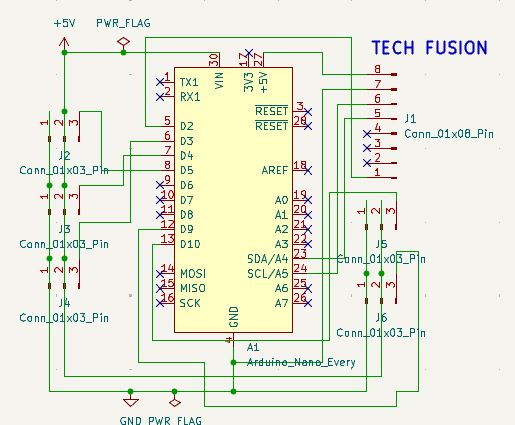 +5V PWR_FLAG
TECH FUSION
30 17 27
VIN 3V3 +5V
1 TX1
2 RX1
RESET 3
RESET 28
5 D2
6 D3
7 D4
8 D5
AREF 18
9 D6
10 D7
11 D8
12 D9
13 D10
A0 19
A1 20
A2 21
A3 22
SDA/A4 23
SCL/A5 24
A6 25
A7 26
14 MOSI
15 MISO
16 SCK
GND
4
A1
Arduino_Nano_Every
8
7
6
5
4
3
2
1
J1
Conn_01x08_Pin
1 2 3
J2
Conn_01x03_Pin
1 2 3
J3
Conn_01x03_Pin
1 2 3
J4
Conn_01x03_Pin
1 2 3
J5
Conn_01x03_Pin
1 2 3
J6
Conn_01x03_Pin
GND PWR_FLAG